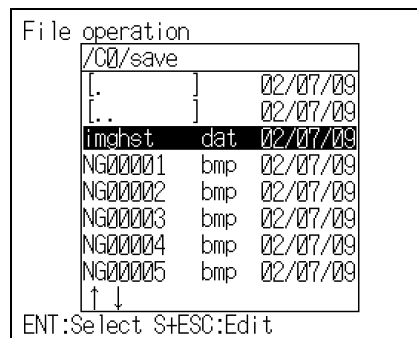 File operation
/C0/save
[. ] 02/07/09
[.. ] 02/07/09
imghst dat 02/07/09
NG00001 bmp 02/07/09
NG00002 bmp 02/07/09
NG00003 bmp 02/07/09
NG00004 bmp 02/07/09
NG00005 bmp 02/07/09
↑ ↓
ENT:Select S+ESC:Edit